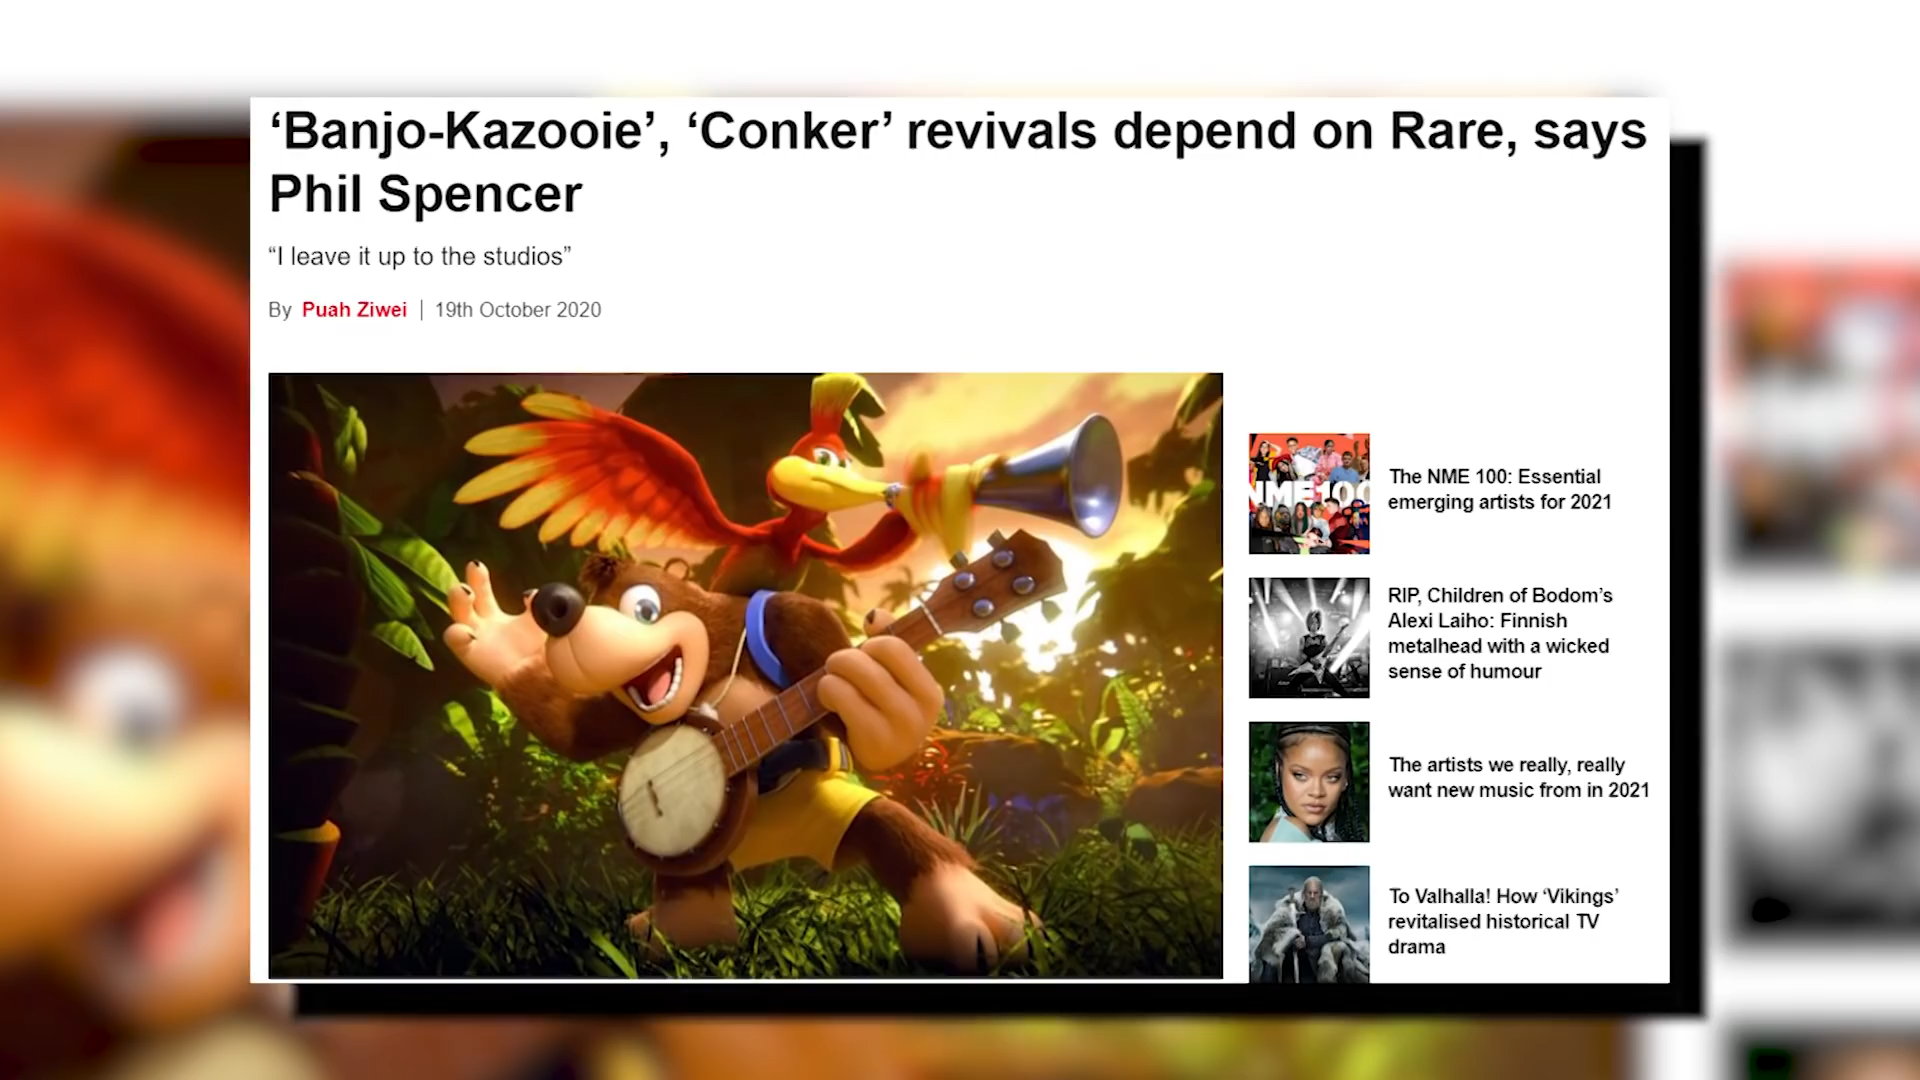 ‘Banjo-Kazooie’, ‘Conker’ revivals depend on Rare, says
Phil Spencer
“I leave it up to the studios”
By Puah Ziwei | 19th October 2020
NME100
The NME 100: Essential
emerging artists for 2021
RIP, Children of Bodom’s
Alexi Laiho: Finnish
metalhead with a wicked
sense of humour
The artists we really, really
want new music from in 2021
To Valhalla! How ‘Vikings’
revitalised historical TV
drama